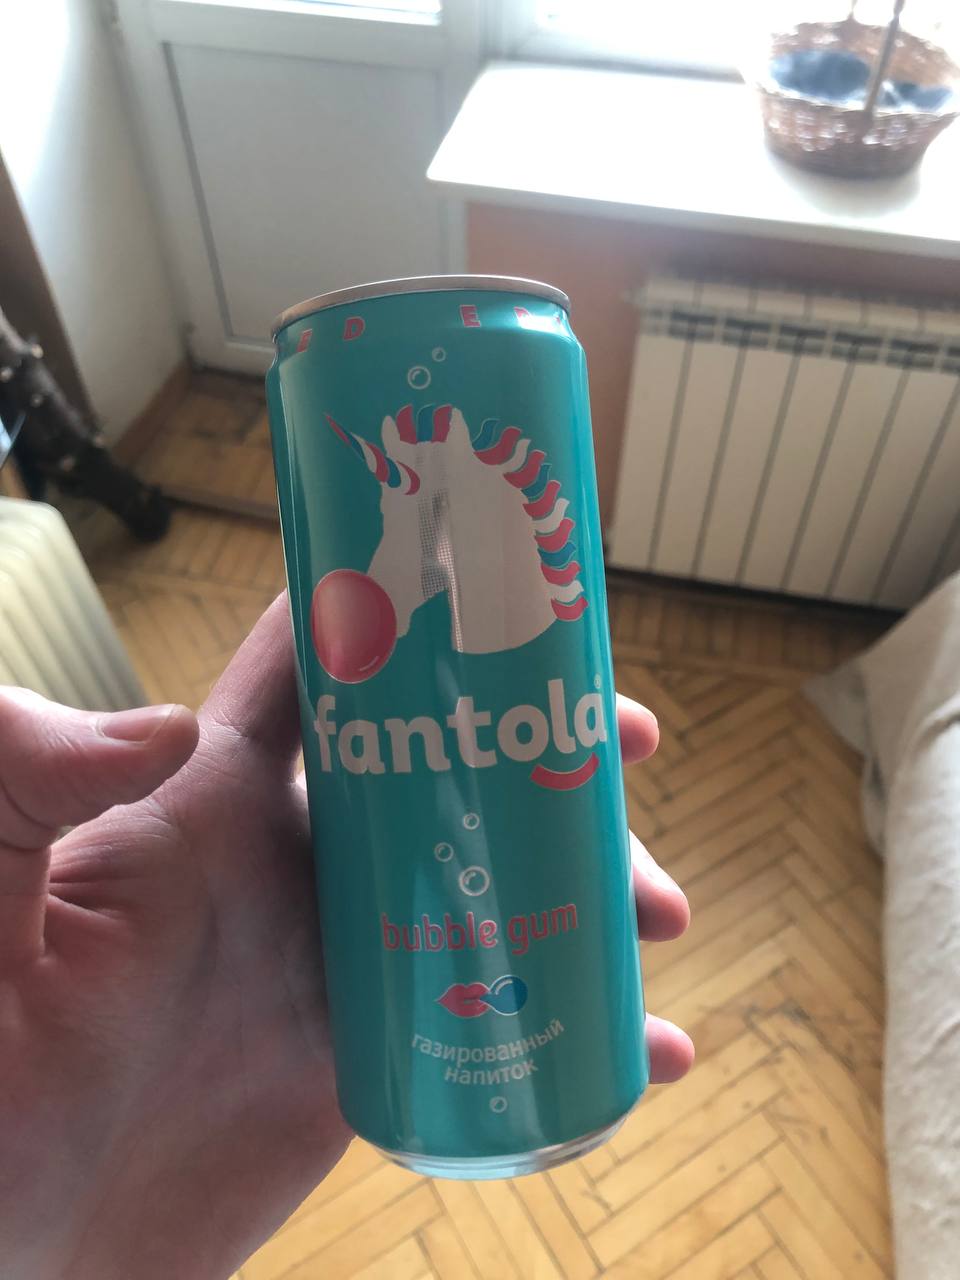 fantola®
bubble gum
газированный
напиток